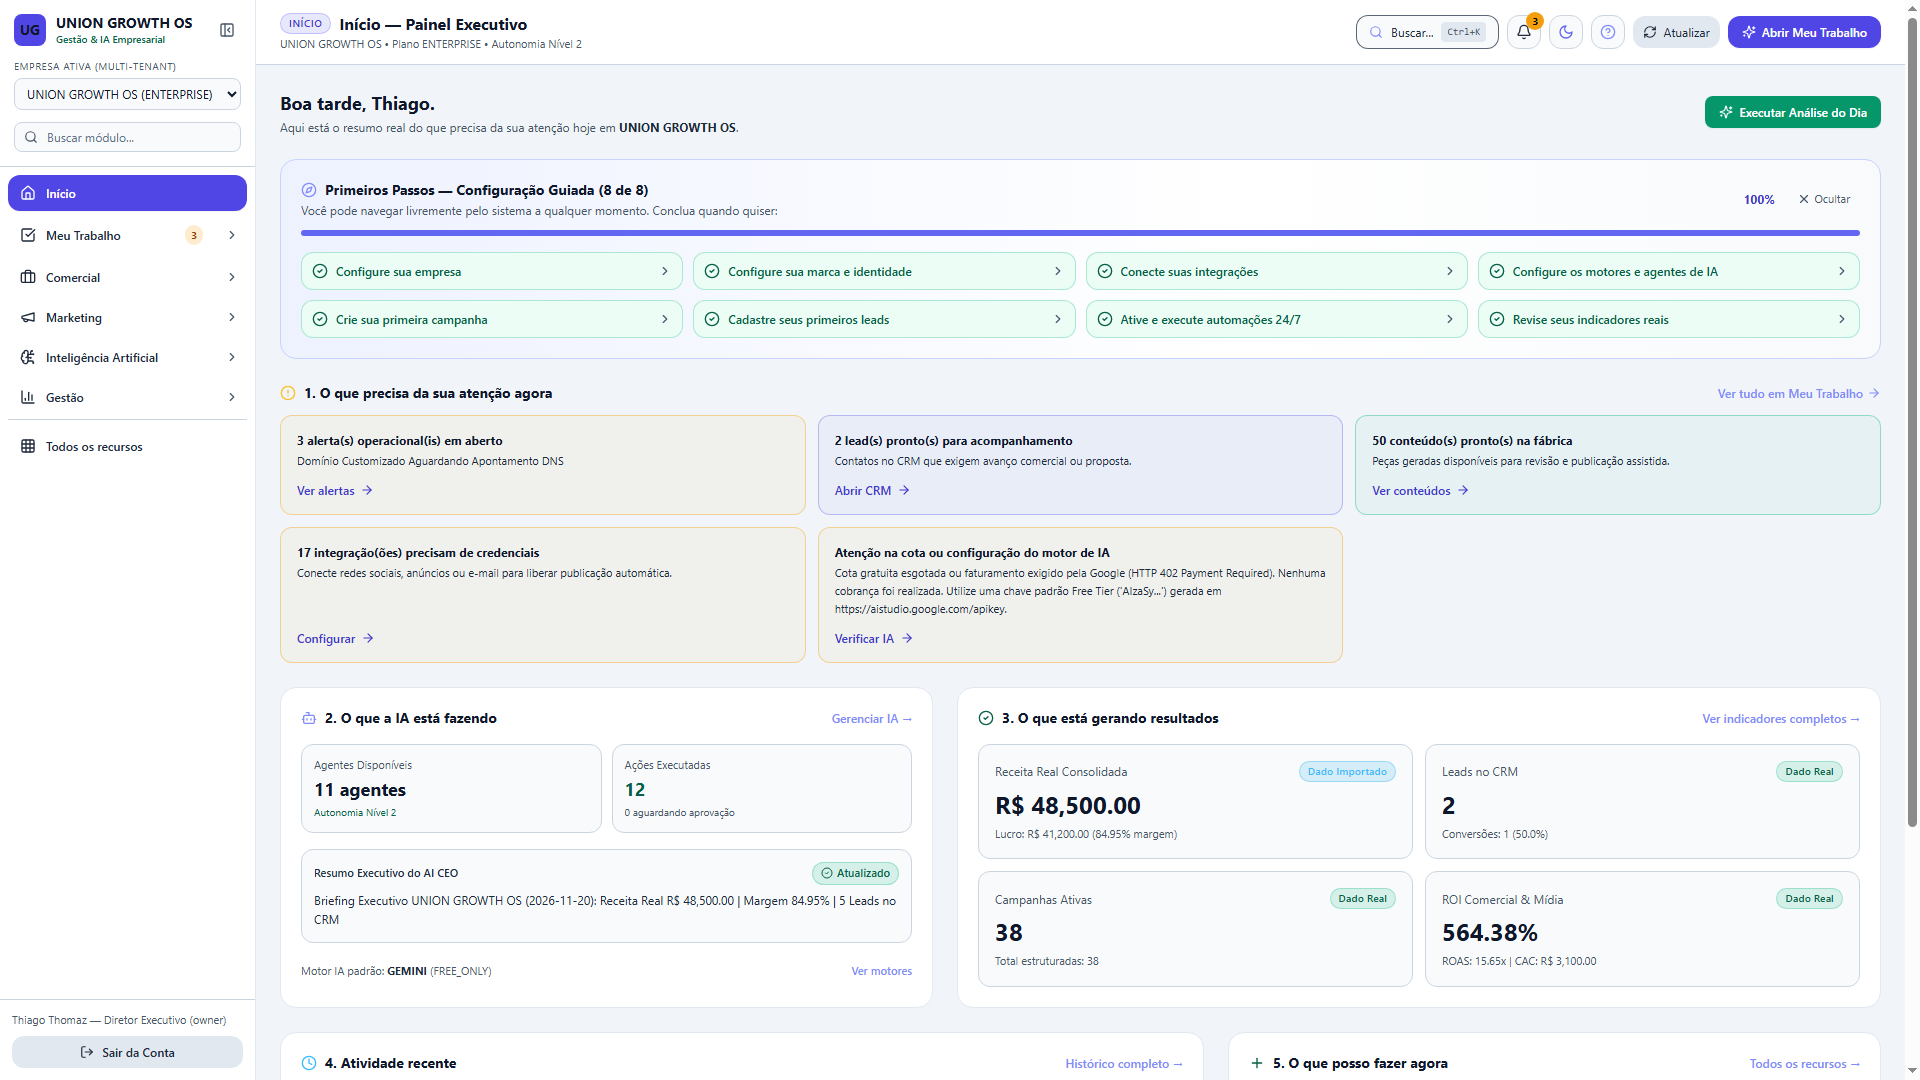 UG
UNION GROWTH OS
Gestão & IA Empresarial
EMPRESA ATIVA (MULTI-TENANT)
UNION GROWTH OS (ENTERPRISE)
Buscar módulo...
Início
Meu Trabalho
3
Comercial
Marketing
Inteligência Artificial
Gestão
Todos os recursos
Thiago Thomaz — Diretor Executivo (owner)
Sair da Conta
INÍCIO
Início — Painel Executivo
UNION GROWTH OS • Plano ENTERPRISE • Autonomia Nível 2
Buscar...
Ctrl+K
3
Atualizar
Abrir Meu Trabalho
Boa tarde, Thiago.
Aqui está o resumo real do que precisa da sua atenção hoje em UNION GROWTH OS.
Executar Análise do Dia
Primeiros Passos — Configuração Guiada (8 de 8)
Você pode navegar livremente pelo sistema a qualquer momento. Conclua quando quiser:
100%
Ocultar
Configure sua empresa
Configure sua marca e identidade
Conecte suas integrações
Configure os motores e agentes de IA
Crie sua primeira campanha
Cadastre seus primeiros leads
Ative e execute automações 24/7
Revise seus indicadores reais
1. O que precisa da sua atenção agora
Ver tudo em Meu Trabalho →
3 alerta(s) operacional(is) em aberto
Domínio Customizado Aguardando Apontamento DNS
Ver alertas →
2 lead(s) pronto(s) para acompanhamento
Contatos no CRM que exigem avanço comercial ou proposta.
Abrir CRM →
50 conteúdo(s) pronto(s) na fábrica
Peças geradas disponíveis para revisão e publicação assistida.
Ver conteúdos →
17 integração(ões) precisam de credenciais
Conecte redes sociais, anúncios ou e-mail para liberar publicação automática.
Configurar →
Atenção na cota ou configuração do motor de IA
Cota gratuita esgotada ou faturamento exigido pela Google (HTTP 402 Payment Required). Nenhuma
cobrança foi realizada. Utilize uma chave padrão Free Tier ('AIzaSy...') gerada em
https://aistudio.google.com/apikey.
Verificar IA →
2. O que a IA está fazendo
Gerenciar IA →
Agentes Disponíveis
11 agentes
Autonomia Nível 2
Ações Executadas
12
0 aguardando aprovação
Resumo Executivo do AI CEO
Atualizado
Briefing Executivo UNION GROWTH OS (2026-11-20): Receita Real R$ 48,500.00 | Margem 84.95% | 5 Leads no
CRM
Motor IA padrão: GEMINI (FREE_ONLY)
Ver motores
3. O que está gerando resultados
Ver indicadores completos →
Receita Real Consolidada
Dado Importado
R$ 48,500.00
Lucro: R$ 41,200.00 (84.95% margem)
Leads no CRM
Dado Real
2
Conversões: 1 (50.0%)
Campanhas Ativas
Dado Real
38
Total estruturadas: 38
ROI Comercial & Mídia
Dado Real
564.38%
ROAS: 15.65x | CAC: R$ 3,100.00
4. Atividade recente
Histórico completo →
5. O que posso fazer agora
Todos os recursos →